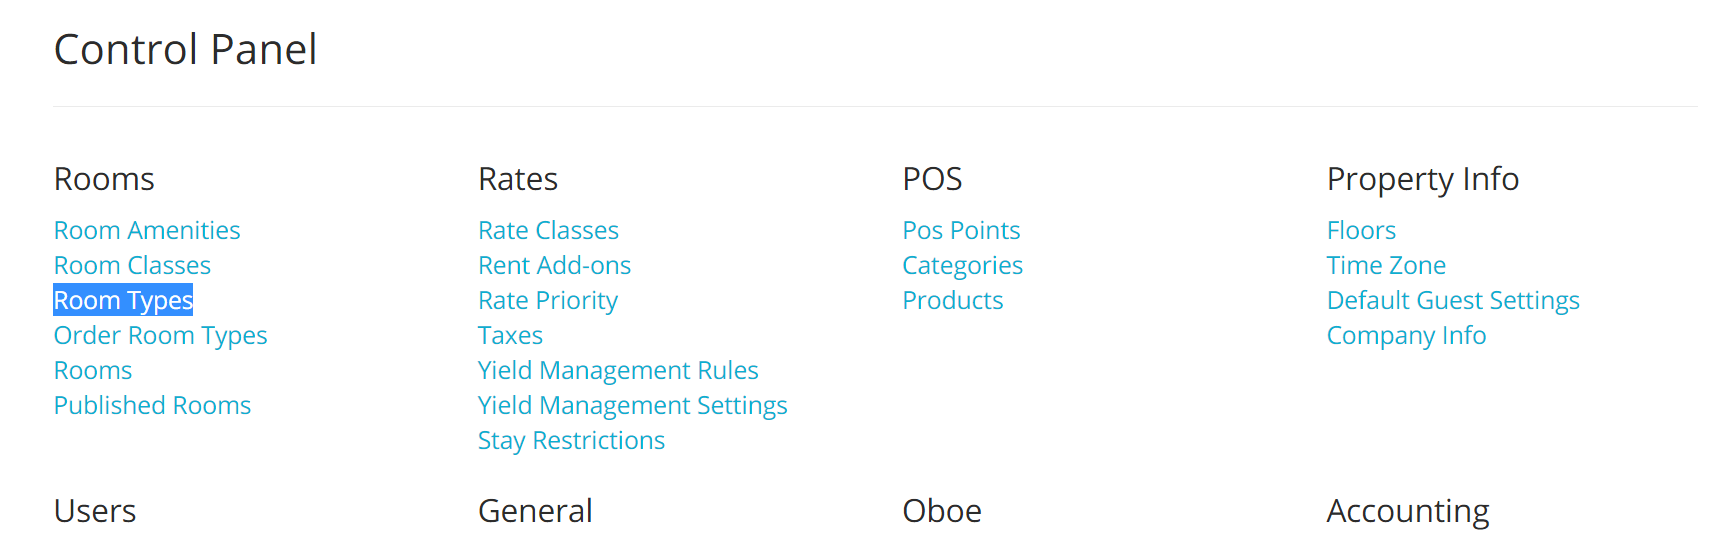 Control Panel
Rooms
Room Amenities
Room Classes
Room Types
Order Room Types
Rooms
Published Rooms
Rates
Rate Classes
Rent Add-ons
Rate Priority
Taxes
Yield Management Rules
Yield Management Settings
Stay Restrictions
POS
Pos Points
Categories
Products
Property Info
Floors
Time Zone
Default Guest Settings
Company Info
Users
General
Oboe
Accounting